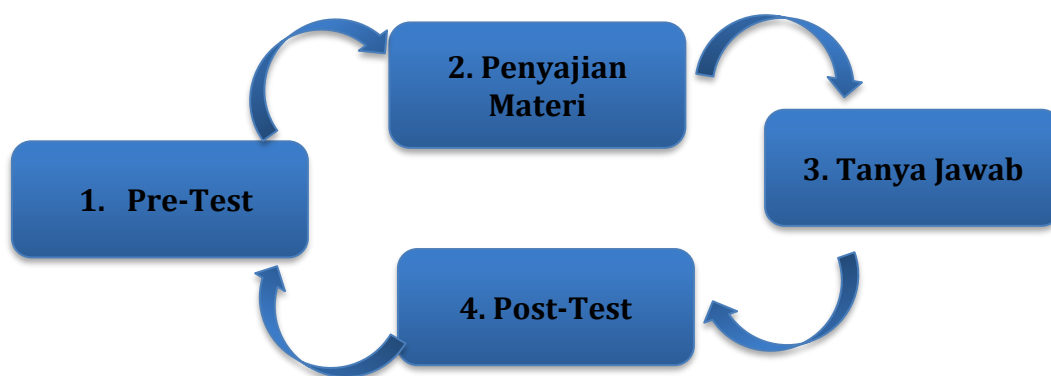 1. Pre-Test
2. Penyajian
Materi
3. Tanya Jawab
4. Post-Test